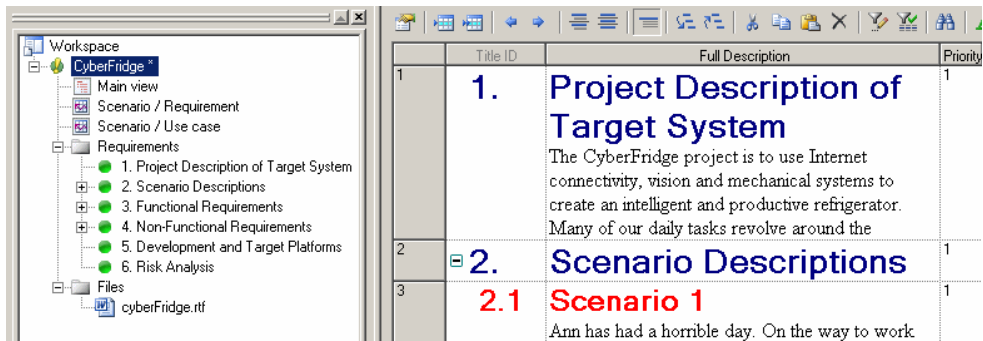 Workspace
CyberFridge *
Main view
Scenario / Requirement
Scenario / Use case
Requirements
1. Project Description of Target System
2. Scenario Descriptions
3. Functional Requirements
4. Non-Functional Requirements
5. Development and Target Platforms
6. Risk Analysis
Files
cyberFridge.rtf
Title ID Full Description Priority
1 1. Project Description of 1
Target System
The CyberFridge project is to use Internet
connectivity, vision and mechanical systems to
create an intelligent and productive refrigerator.
Many of our daily tasks revolve around the
2 2. Scenario Descriptions 1
3 2.1 Scenario 1 1
Ann has had a horrible day. On the way to work